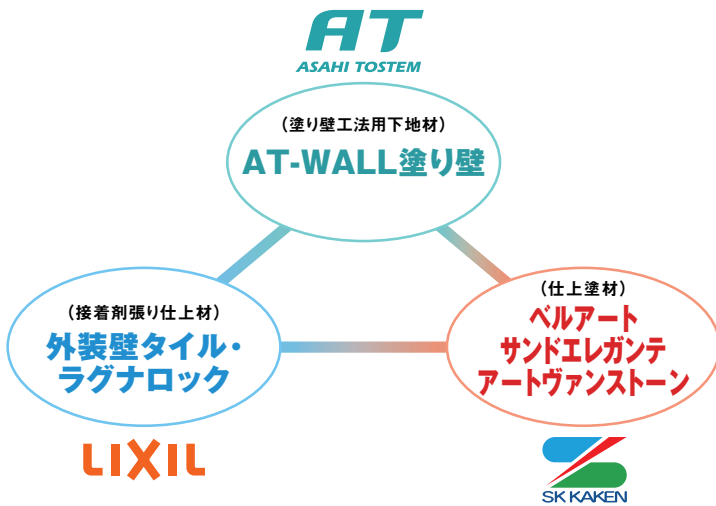 AT
ASAHI TOSTEM
(塗り壁工法用下地材)
AT-WALL塗り壁
(接着剤張り仕上材)
外装壁タイル・
ラグナロック
LIXIL
(仕上塗材)
ベルアート
サンドエレガンテ
アートヴァンストーン
SK KAKEN